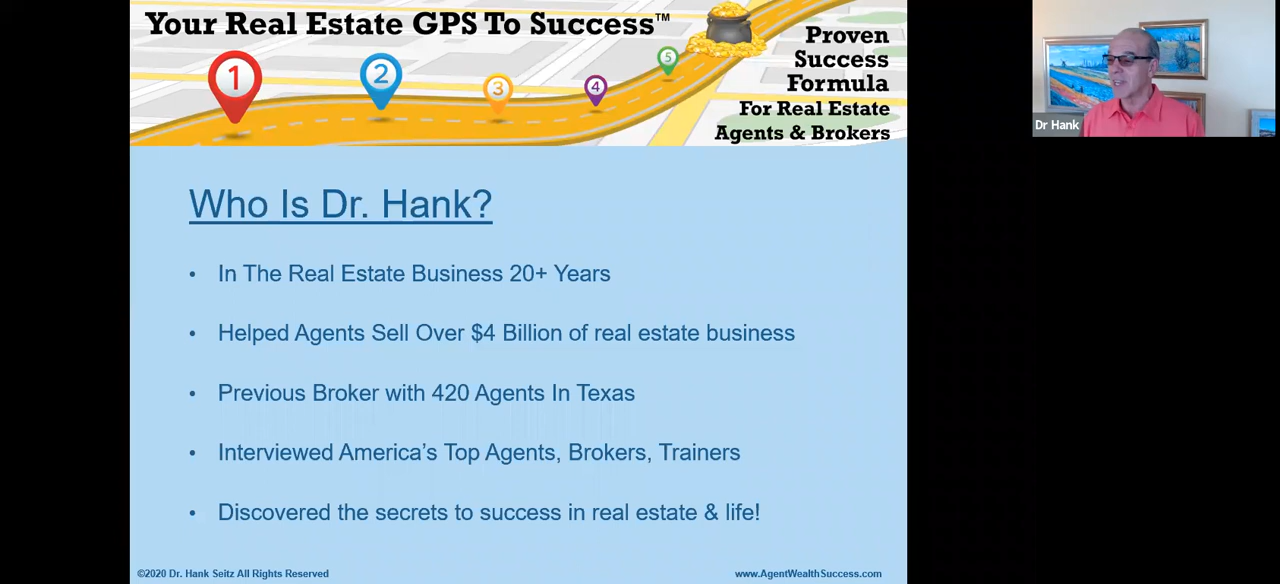 Your Real Estate GPS To Success™
1
2
3
4
5
Proven
Success
Formula
For Real Estate
Agents & Brokers
Dr Hank
Who Is Dr. Hank?
• In The Real Estate Business 20+ Years
• Helped Agents Sell Over $4 Billion of real estate business
• Previous Broker with 420 Agents In Texas
• Interviewed America's Top Agents, Brokers, Trainers
• Discovered the secrets to success in real estate & life!
©2020 Dr. Hank Seitz All Rights Reserved
www.AgentWealthSuccess.com